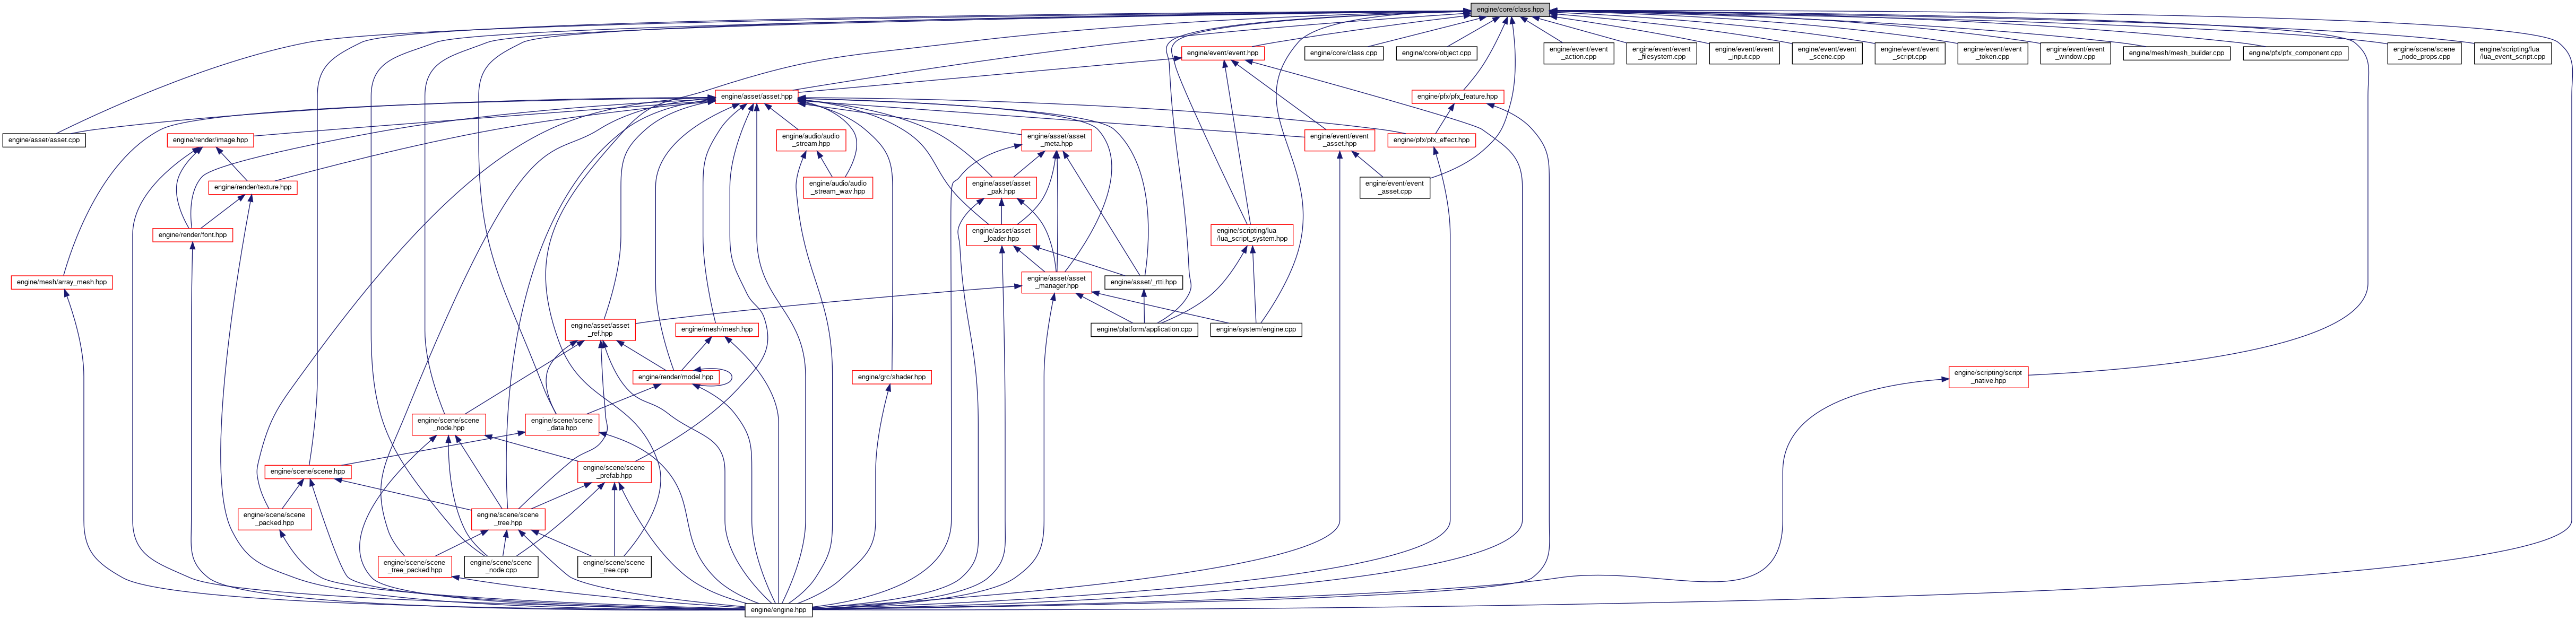 engine/core/class.hpp
engine/event/event.hpp
engine/core/class.cpp
engine/core/object.cpp
engine/event/event
_action.cpp
engine/event/event
_filesystem.cpp
engine/event/event
_input.cpp
engine/event/event
_scene.cpp
engine/event/event
_script.cpp
engine/event/event
_token.cpp
engine/event/event
_window.cpp
engine/mesh/mesh_builder.cpp
engine/pfx/pfx_component.cpp
engine/scene/scene
_node_props.cpp
engine/scripting/lua
/lua_event_script.cpp
engine/asset/asset.hpp
engine/pfx/pfx_feature.hpp
engine/asset/asset.cpp
engine/render/image.hpp
engine/audio/audio
_stream.hpp
engine/asset/asset
_meta.hpp
engine/event/event
_asset.hpp
engine/pfx/pfx_effect.hpp
engine/render/texture.hpp
engine/audio/audio
_stream_wav.hpp
engine/asset/asset
_pak.hpp
engine/event/event
_asset.cpp
engine/render/font.hpp
engine/asset/asset
_loader.hpp
engine/scripting/lua
/lua_script_system.hpp
engine/mesh/array_mesh.hpp
engine/asset/asset
_manager.hpp
engine/asset/_rtti.hpp
engine/asset/asset
_ref.hpp
engine/mesh/mesh.hpp
engine/platform/application.cpp
engine/system/engine.cpp
engine/render/model.hpp
engine/grc/shader.hpp
engine/scripting/script
_native.hpp
engine/scene/scene
_node.hpp
engine/scene/scene
_data.hpp
engine/scene/scene.hpp
engine/scene/scene
_prefab.hpp
engine/scene/scene
_packed.hpp
engine/scene/scene
_tree.hpp
engine/scene/scene
_tree_packed.hpp
engine/scene/scene
_node.cpp
engine/scene/scene
_tree.cpp
engine/engine.hpp